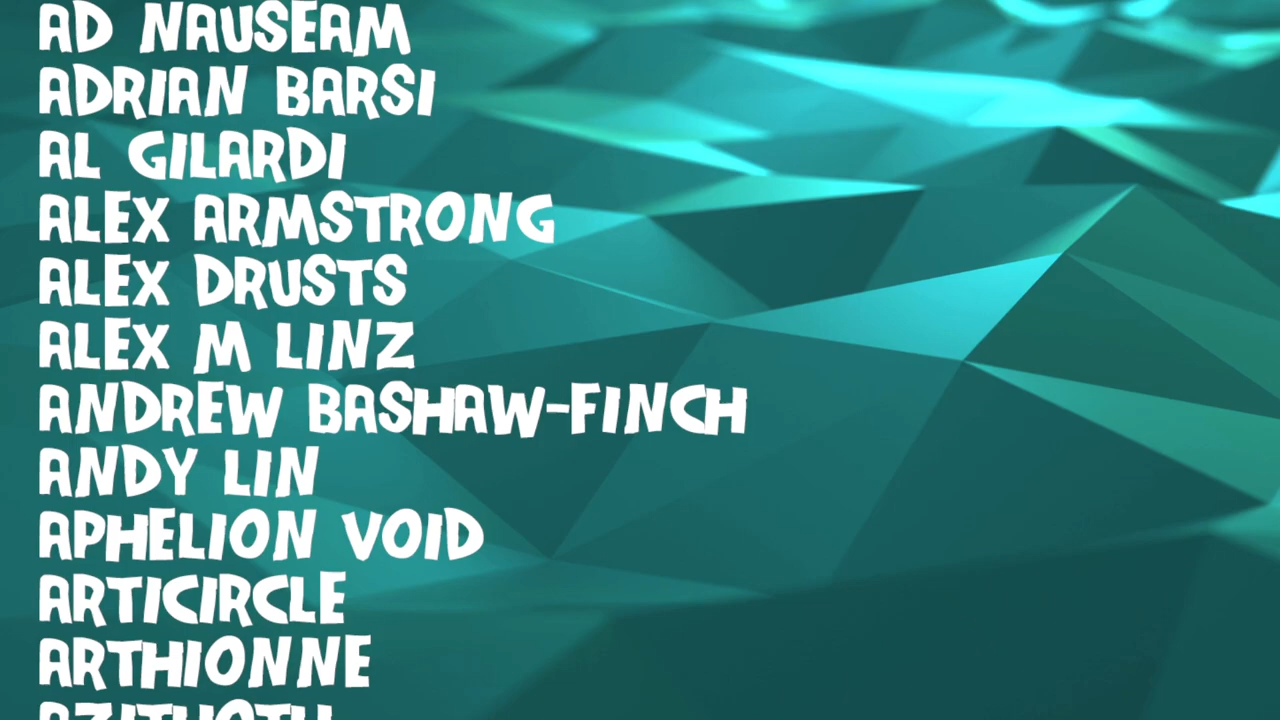 AD NAUSEAM
ADRIAN BARSI
AL GILARDI
ALEX ARMSTRONG
ALEX DRUSTS
ALEX M LINZ
ANDREW BASHAW-FINCH
ANDY LIN
APHELION VOID
ARTICIRCLE
ARTHIONNE